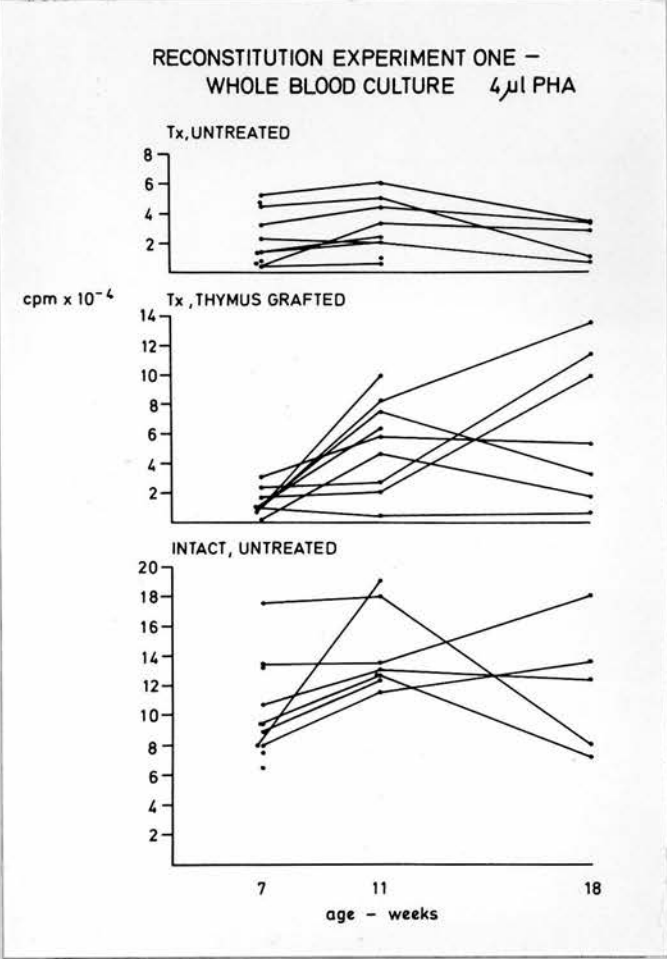 RECONSTITUTION EXPERIMENT ONE –
WHOLE BLOOD CULTURE 4µl PHA
Tx, UNTREATED
8
6
4
2
cpm x 10⁻⁴
Tx, THYMUS GRAFTED
14
12
10
8
6
4
2
INTACT, UNTREATED
20
18
16
14
12
10
8
6
4
2
7 11 18
age – weeks